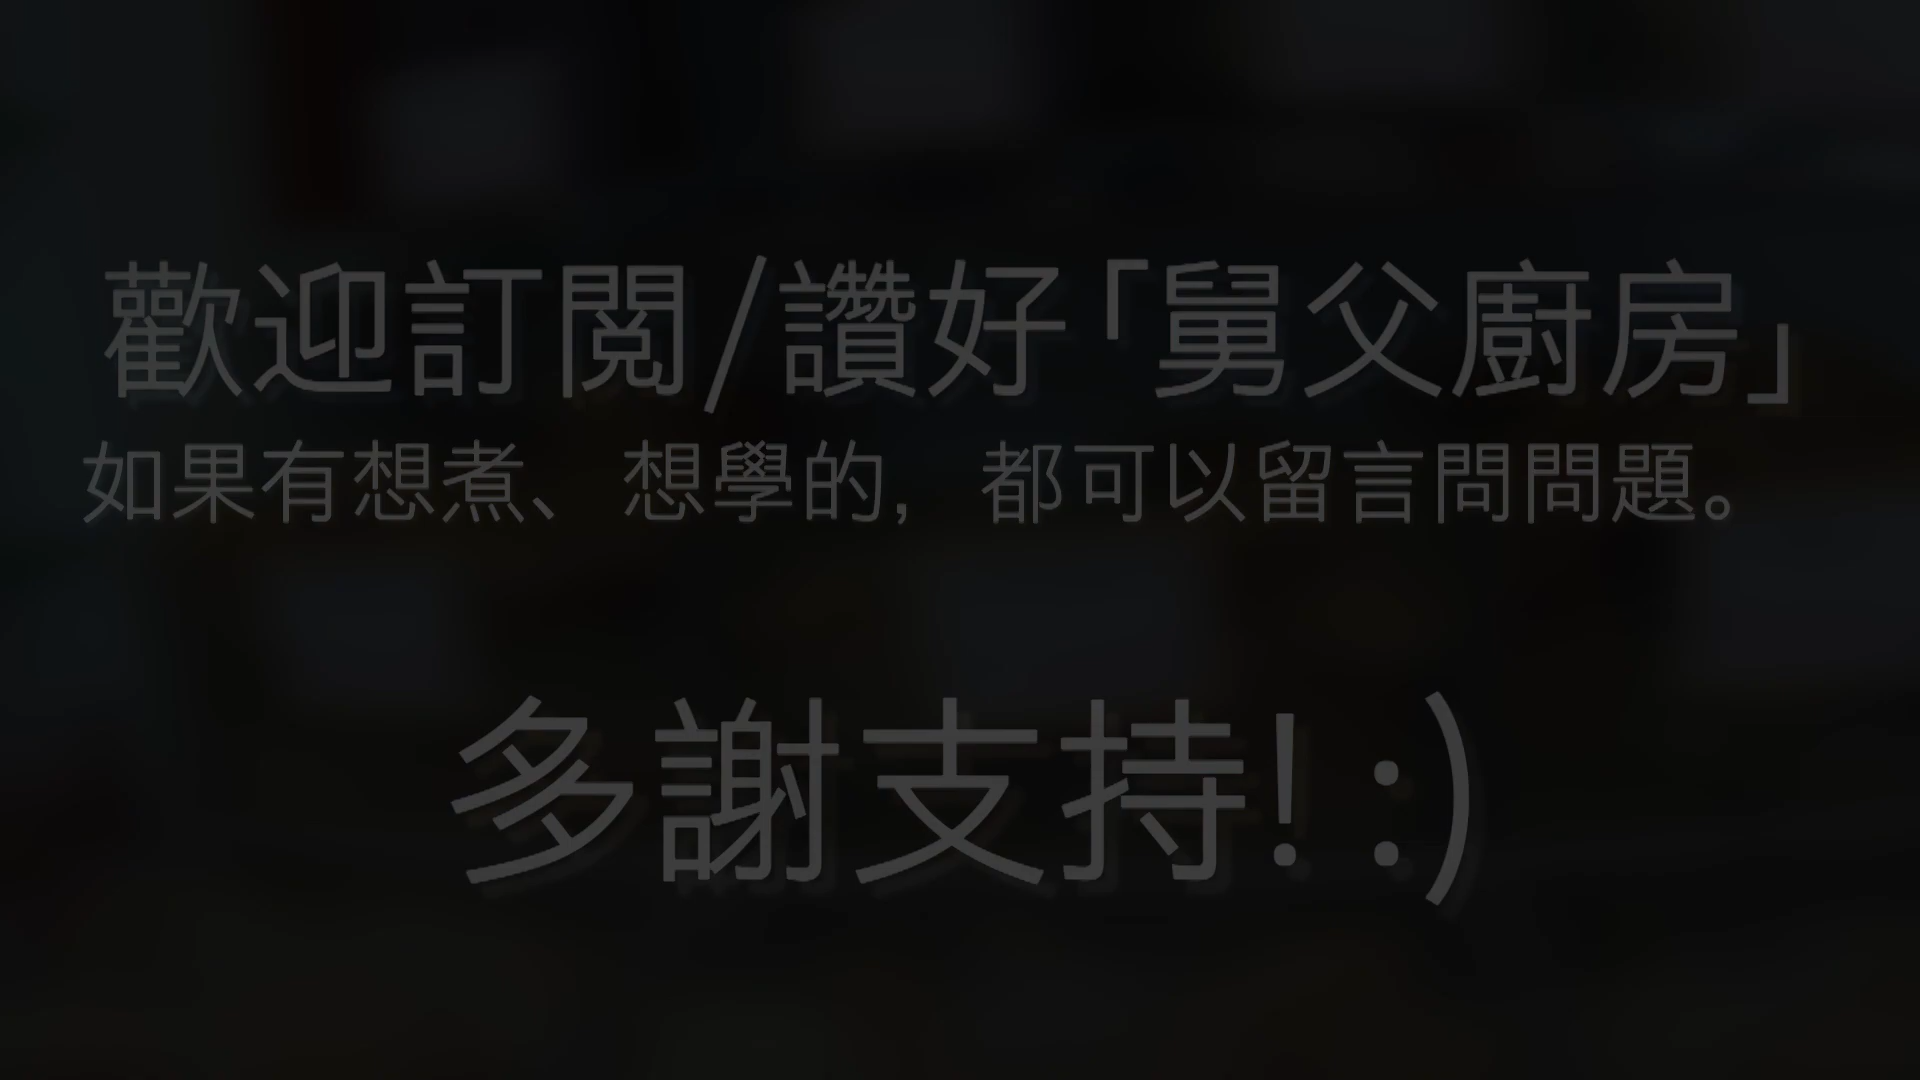 歡迎訂閲/讚好「舅父廚房」
如果有想煮、想學的，都可以留言問問題。
多謝支持! :)